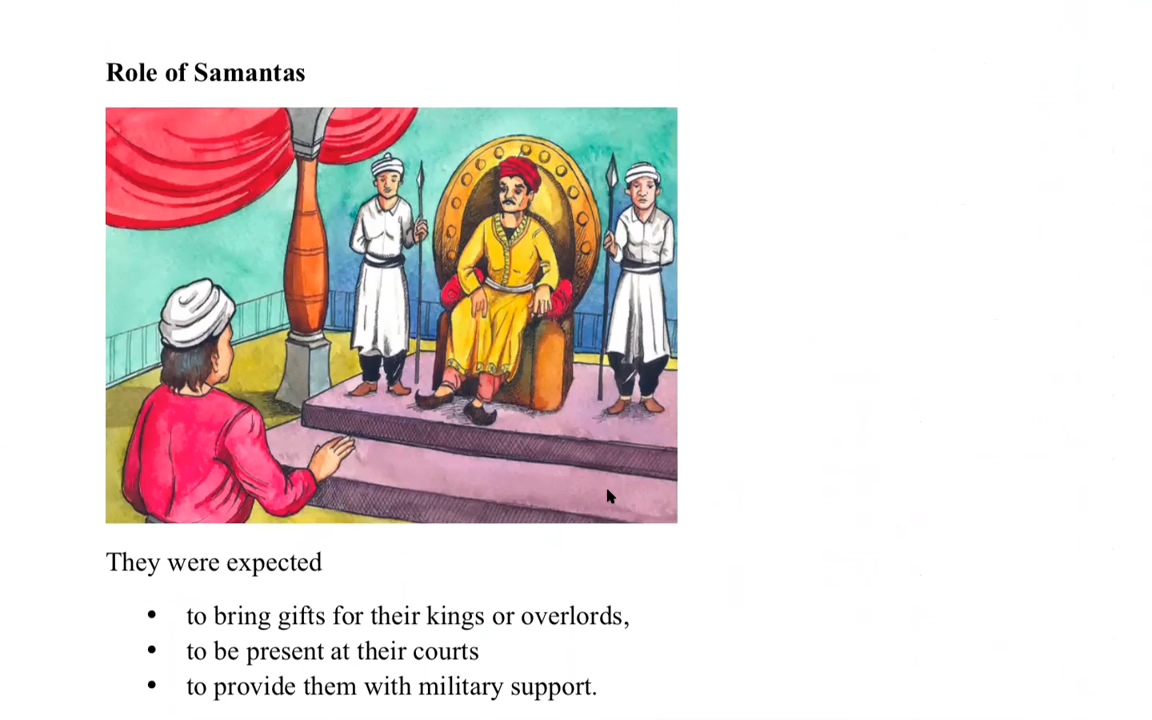 Role of Samantas
They were expected
• to bring gifts for their kings or overlords,
• to be present at their courts
• to provide them with military support.